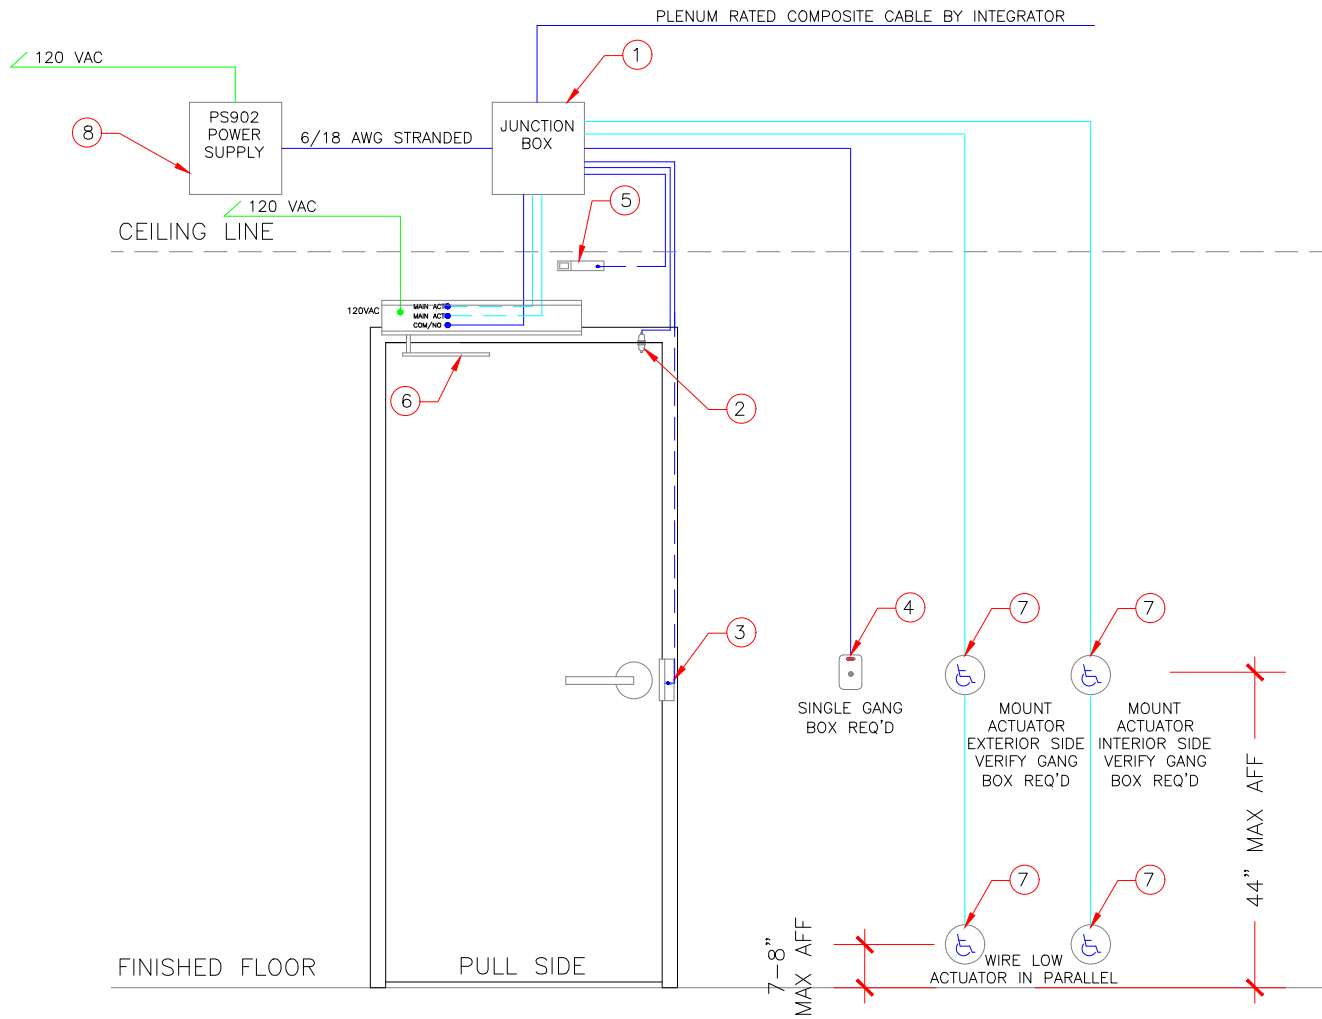 PLENUM RATED COMPOSITE CABLE BY INTEGRATOR
1
120 VAC
PS902
POWER
SUPPLY
8
6/18 AWG STRANDED
JUNCTION
BOX
120 VAC
5
CEILING LINE
120VAC
MAIN ACT
MAIN ACT
COM/NO
6
2
4
7
7
3
SINGLE GANG
BOX REQ'D
MOUNT
ACTUATOR
EXTERIOR SIDE
VERIFY GANG
BOX REQ'D
MOUNT
ACTUATOR
INTERIOR SIDE
VERIFY GANG
BOX REQ'D
44" MAX AFF
7
7
7-8"
MAX AFF
WIRE LOW
ACTUATOR IN PARALLEL
FINISHED FLOOR
PULL SIDE